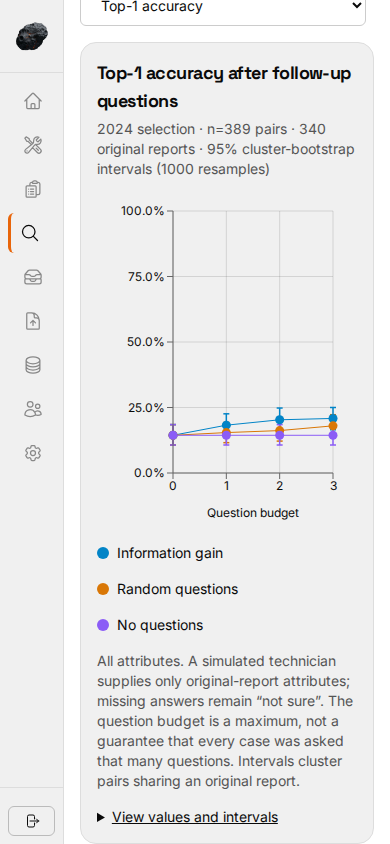 Top-1 accuracy
Top-1 accuracy after follow-up
questions
2024 selection · n=389 pairs · 340
original reports · 95% cluster-bootstrap
intervals (1000 resamples)
100.0%
75.0%
50.0%
25.0%
0.0%
0 1 2 3
Question budget
Information gain
Random questions
No questions
All attributes. A simulated technician
supplies only original-report attributes;
missing answers remain “not sure”. The
question budget is a maximum, not a
guarantee that every case was asked
that many questions. Intervals cluster
pairs sharing an original report.
View values and intervals